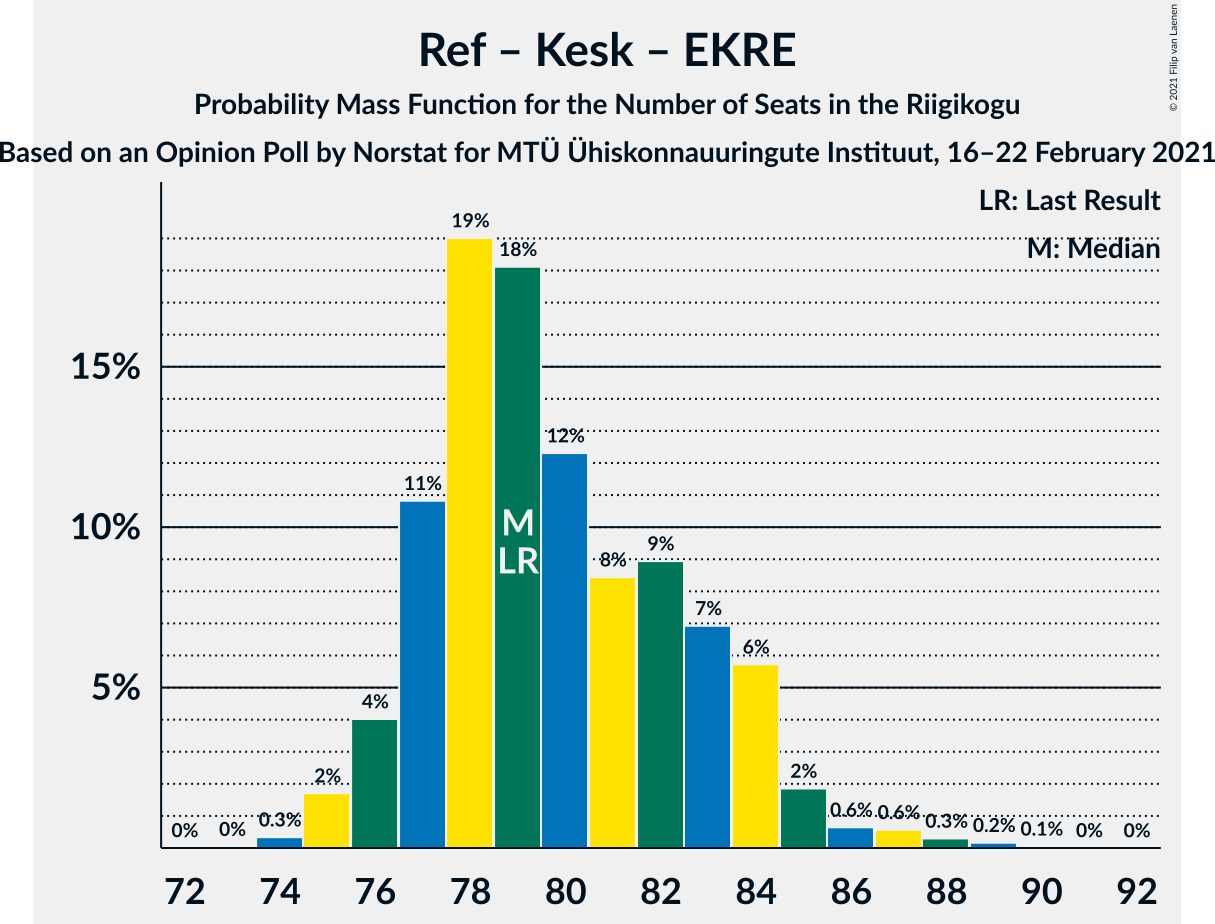 Ref – Kesk – EKRE
Probability Mass Function for the Number of Seats in the Riigikogu
Based on an Opinion Poll by Norstat for MTÜ Ühiskonnauuringute Instituut, 16–22 February 2021
© 2021 Filip van Laenen
LR: Last Result
M: Median
15%
10%
5%
0% 0% 0.3% 2% 4% 11% 19% 18% 12% 8% 9% 7% 6% 2% 0.6% 0.6% 0.3% 0.2% 0.1% 0% 0%
M
LR
72 74 76 78 80 82 84 86 88 90 92